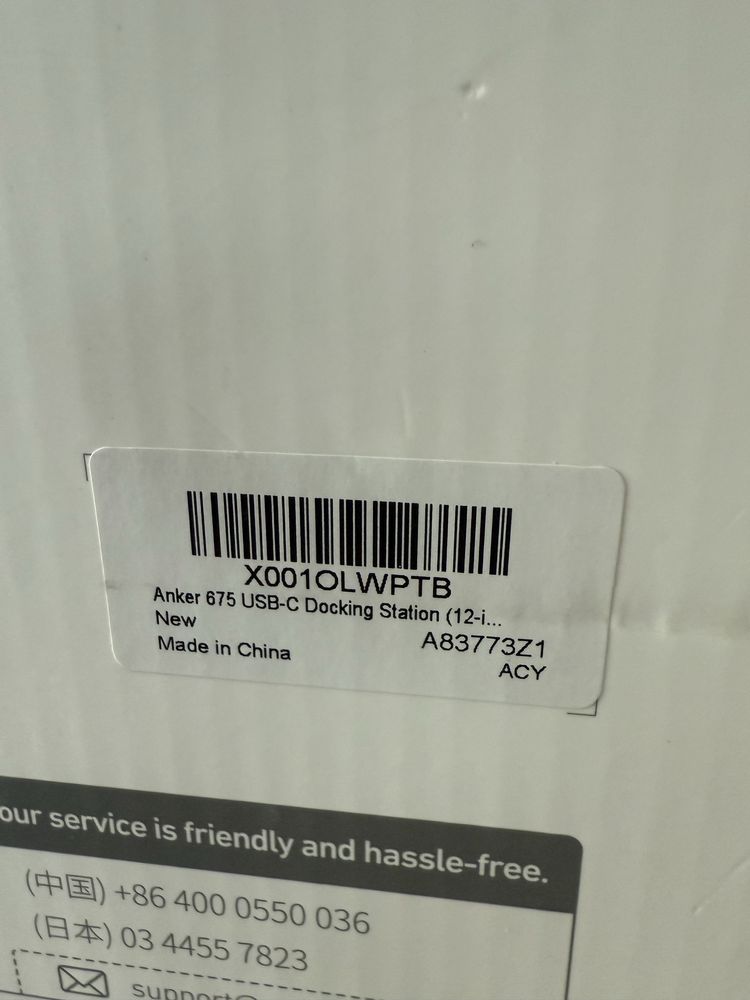 X001OLWPTB
Anker 675 USB-C Docking Station (12-i...
New
A83773Z1
Made in China
ACY
our service is friendly and hassle-free.
(中国) +86 400 0550 036
(日本) 03 4455 7823
support@